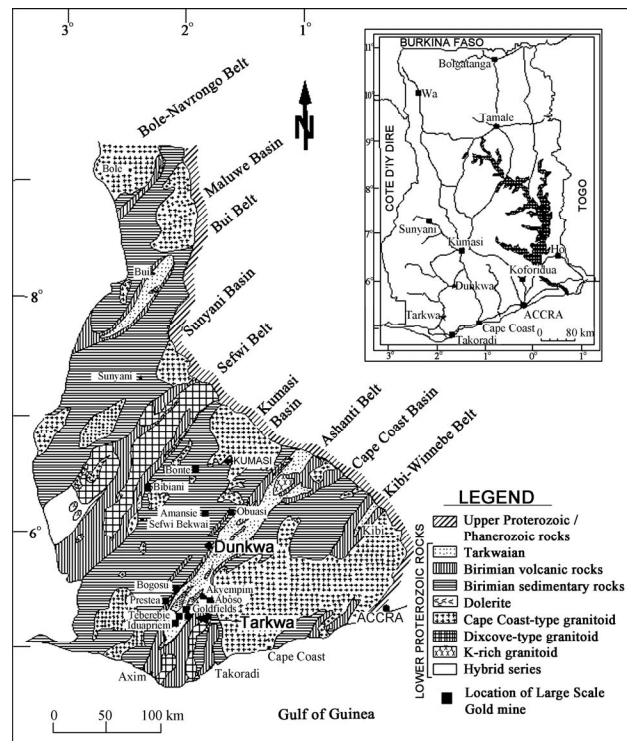 3°
2°
1°
Bole-Navrongo Belt
N
Maluwe Basin
Bui Belt
Sunyani Basin
Sefwi Belt
Kumasi Basin
Ashanti Belt
Cape Coast Basin
Kibi-Winnebe Belt
Bole
Bui
8°
Sunyani
Bonte
KUMASI
Bibiani
Amansie
Sefwi Bekwai
Obuasi
6°
Dunkwa
Kibi
Bogosu
Akyempim
Prestea
Aboso
Goldfields
Teberebie
Iduapriem
Tarkwa
ACCRA
Cape Coast
Axim
Takoradi
0 50 100 km
Gulf of Guinea
BURKINA FASO
11°
Bolgatanga
10°
Wa
9°
Tamale
COTE D'IY DIRE
8°
TOGO
7°
Sunyani
Kumasi
Ho
6°
Dunkwa
Koforidua
Tarkwa
ACCRA
Cape Coast
Takoradi
0 80 km
3° 2° 1° 0°
LEGEND
Upper Proterozoic /
Phanerozoic rocks
LOWER PROTEROZOIC ROCKS
Tarkwaian
Birimian volcanic rocks
Birimian sedimentary rocks
Dolerite
Cape Coast-type granitoid
Dixcove-type granitoid
K-rich granitoid
Hybrid series
Location of Large Scale
Gold mine